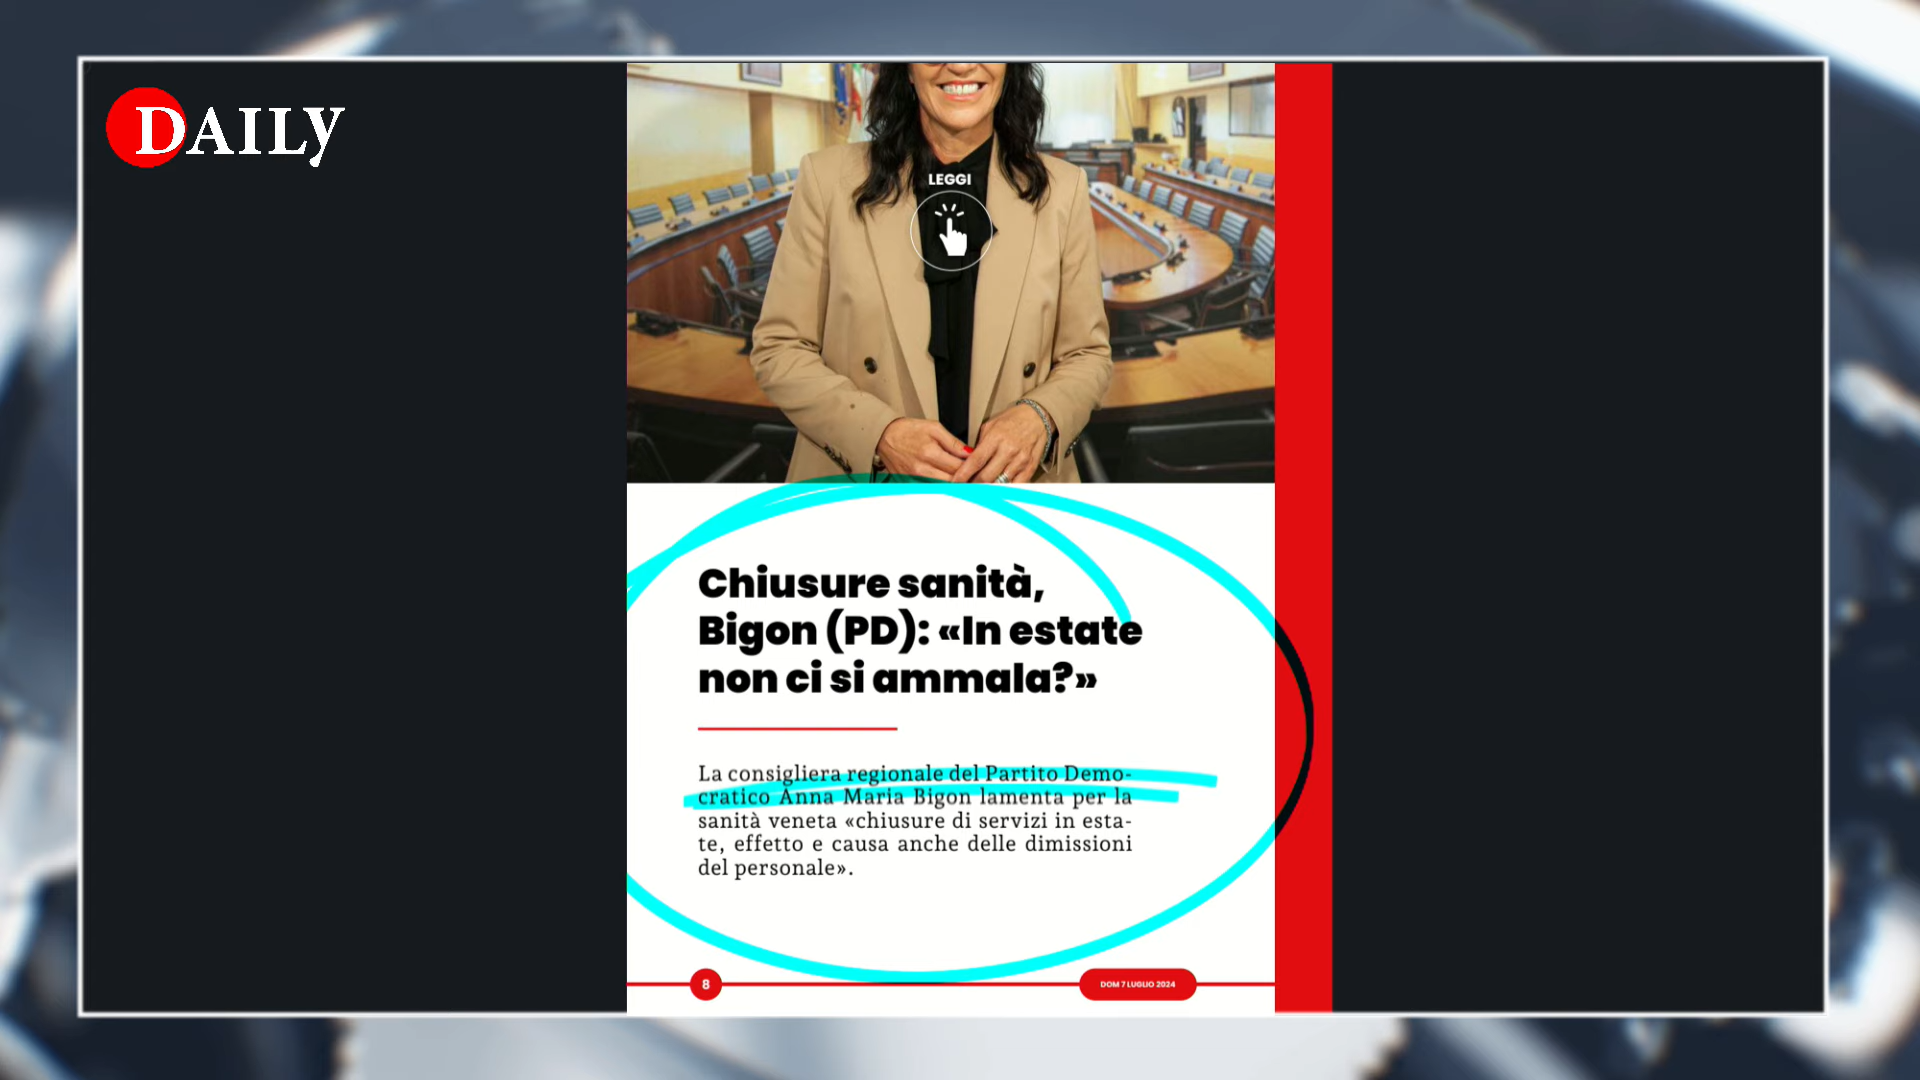 DAILY
LEGGI
Chiusure sanità,
Bigon (PD): «In estate
non ci si ammala?»
La consigliera regionale del Partito Demo-
cratico Anna Maria Bigon lamenta per la
sanità veneta «chiusure di servizi in esta-
te, effetto e causa anche delle dimissioni
del personale».
8
DOM 7 LUGLIO 2024